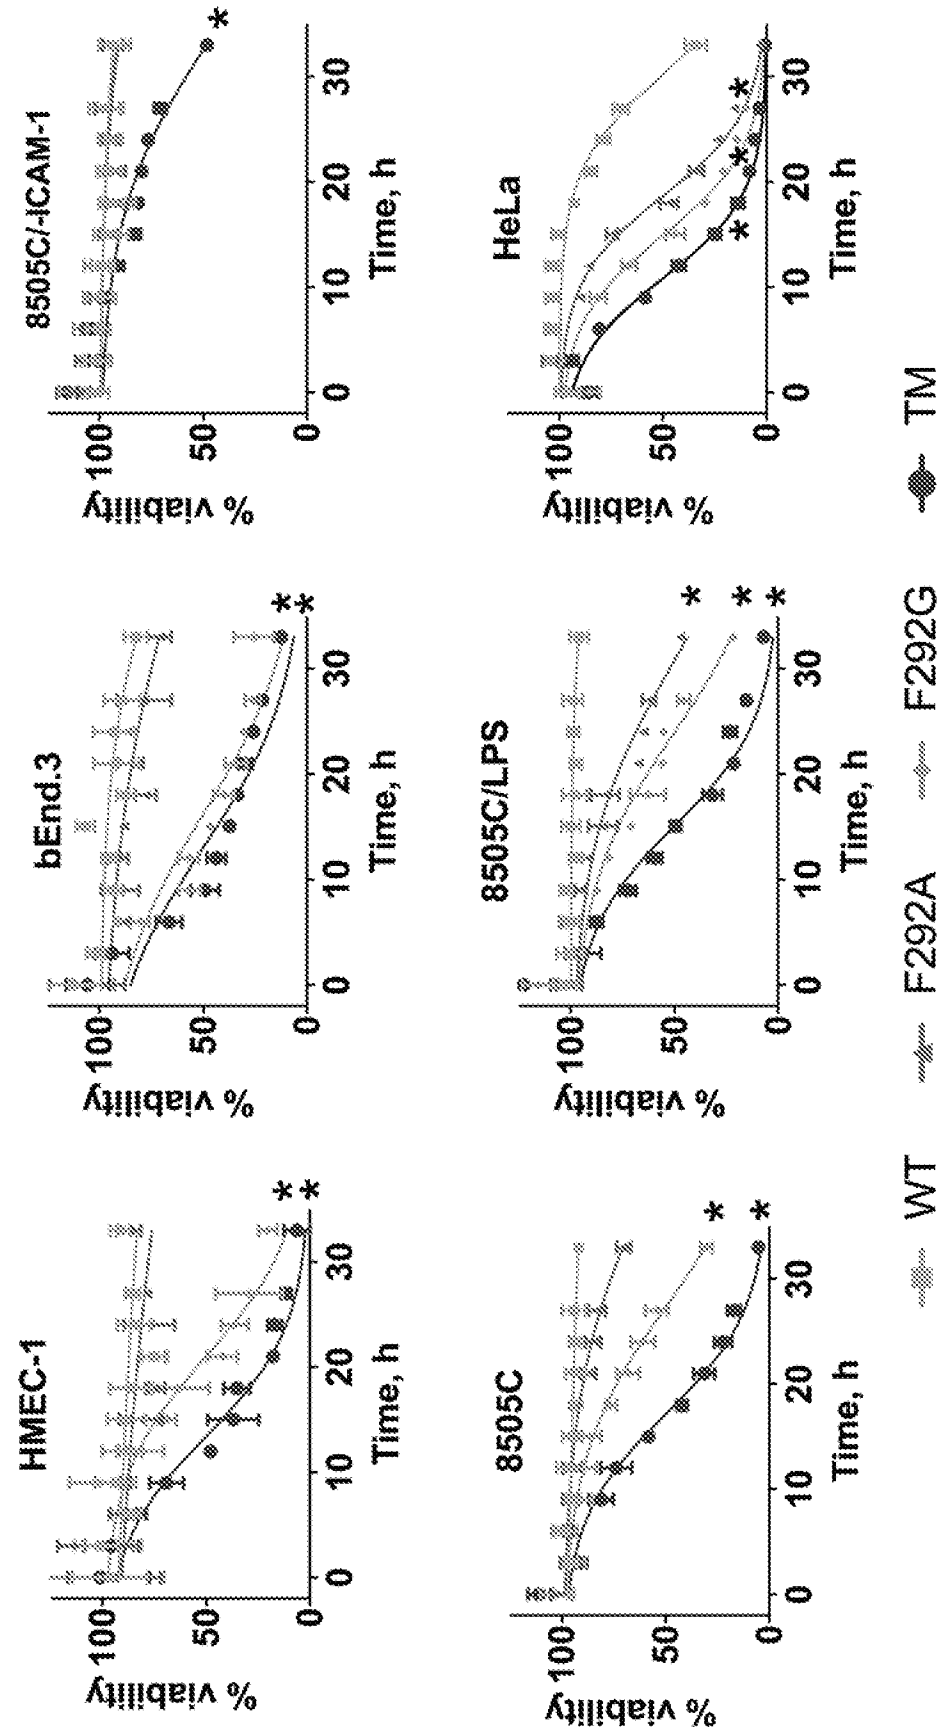 HMEC-1
% viability
100
50
0
0 10 20 30
Time, h
* *
bEnd.3
% viability
100
50
0
0 10 20 30
Time, h
* *
8505C/-ICAM-1
% viability
100
50
0
0 10 20 30
Time, h
*
8505C
% viability
100
50
0
0 10 20 30
Time, h
* *
8505C/LPS
% viability
100
50
0
0 10 20 30
Time, h
* * *
HeLa
% viability
100
50
0
0 10 20 30
Time, h
* * *
WT F292A F292G TM